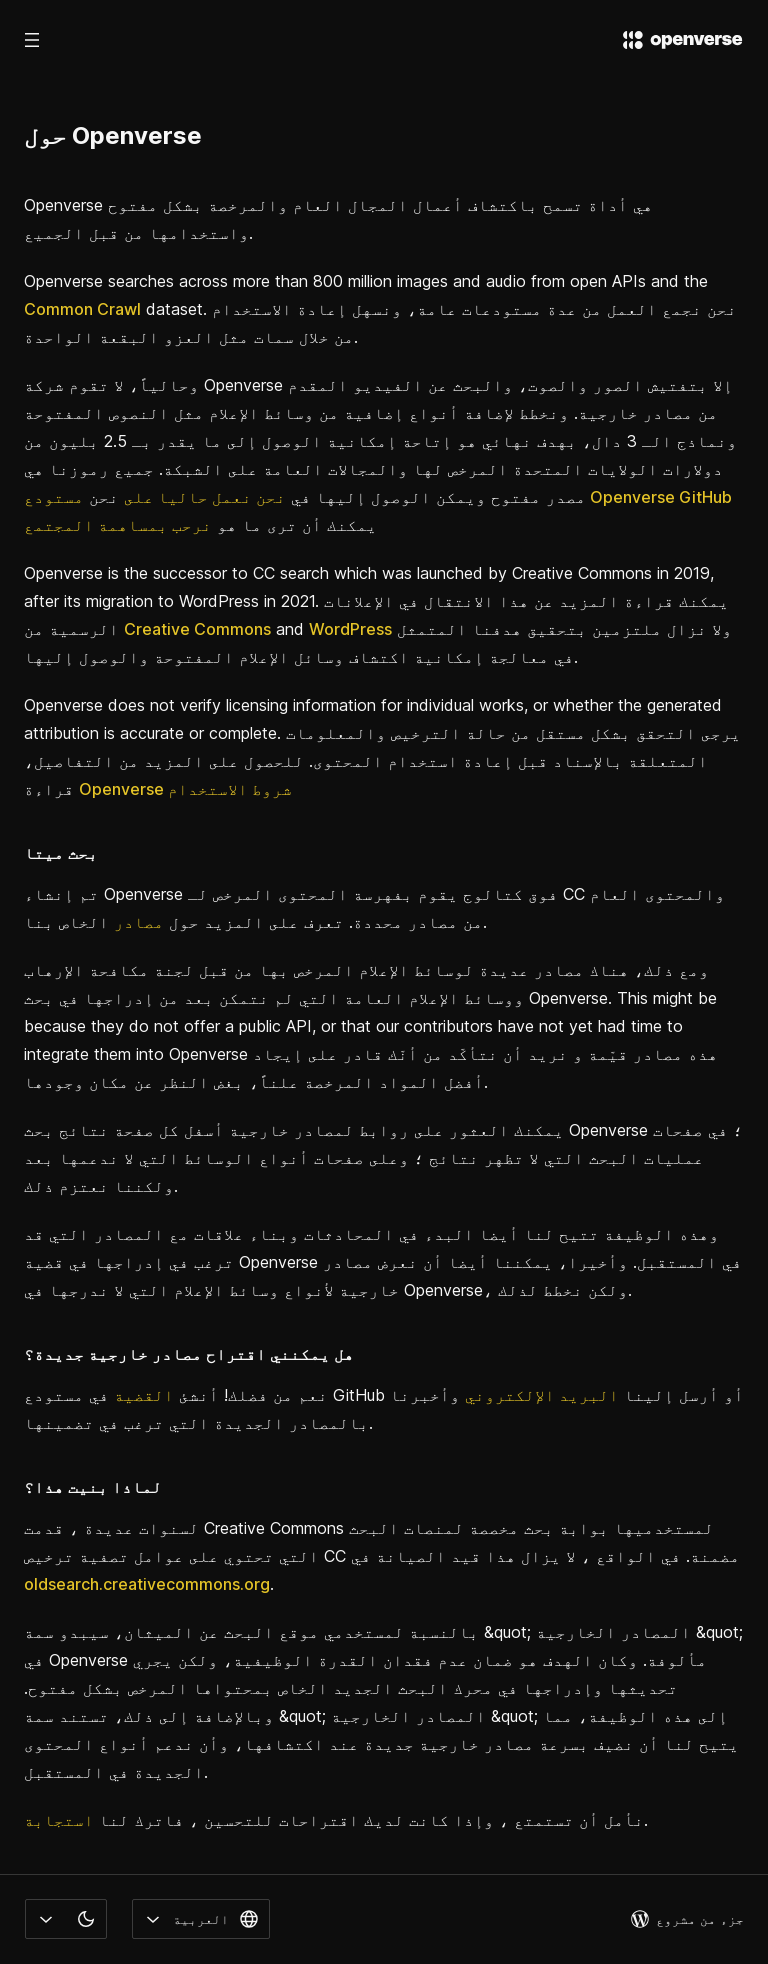 openverse
حول Openverse
Openverse هي أداة تسمح باكتشاف أعمال المجال العام والمرخصة بشكل مفتوح
واستخدامها من قبل الجميع.
Openverse searches across more than 800 million images and audio from open APIs and the
Common Crawl dataset. نحن نجمع العمل من عدة مستودعات عامة، ونسهل إعادة الاستخدام
من خلال سمات مثل العزو البقعة الواحدة.
وحالياً، لا تقوم شركة Openverse إلا بتفتيش الصور والصوت، والبحث عن الفيديو المقدم
من مصادر خارجية. ونخطط لإضافة أنواع إضافية من وسائط الإعلام مثل النصوص المفتوحة
ونماذج الـ 3 دال، بهدف نهائي هو إتاحة إمكانية الوصول إلى ما يقدر بـ 2.5 بليون من
دولارات الولايات المتحدة المرخص لها والمجالات العامة على الشبكة. جميع رموزنا هي
مصدر مفتوح ويمكن الوصول إليها في نحن نعمل حاليا على نحن مستودع Openverse GitHub
يمكنك أن ترى ما هو نرحب بمساهمة المجتمع
Openverse is the successor to CC search which was launched by Creative Commons in 2019,
after its migration to WordPress in 2021. يمكنك قراءة المزيد عن هذا الانتقال في الإعلانات
الرسمية من Creative Commons and WordPress ولا نزال ملتزمين بتحقيق هدفنا المتمثل
في معالجة إمكانية اكتشاف وسائل الإعلام المفتوحة والوصول إليها.
Openverse does not verify licensing information for individual works, or whether the generated
attribution is accurate or complete. يرجى التحقق بشكل مستقل من حالة الترخيص والمعلومات
المتعلقة بالإسناد قبل إعادة استخدام المحتوى. للحصول على المزيد من التفاصيل،
قراءة Openverse شروط الاستخدام
بحث ميتا
تم إنشاء Openverse فوق كتالوج يقوم بفهرسة المحتوى المرخص لـ CC والمحتوى العام
من مصادر محددة. تعرف على المزيد حول مصادر الخاص بنا.
ومع ذلك، هناك مصادر عديدة لوسائط الإعلام المرخص بها من قبل لجنة مكافحة الإرهاب
ووسائط الإعلام العامة التي لم نتمكن بعد من إدراجها في بحث Openverse. This might be
because they do not offer a public API, or that our contributors have not yet had time to
integrate them into Openverse هذه مصادر قيّمة و نريد أن نتأكّد من أنّك قادر على إيجاد
أفضل المواد المرخصة علناً، بغض النظر عن مكان وجودها.
يمكنك العثور على روابط لمصادر خارجية أسفل كل صفحة نتائج بحث Openverse ؛ في صفحات
عمليات البحث التي لا تظهر نتائج ؛ وعلى صفحات أنواع الوسائط التي لا ندعمها بعد
ولكننا نعتزم ذلك.
وهذه الوظيفة تتيح لنا أيضا البدء في المحادثات وبناء علاقات مع المصادر التي قد
ترغب في إدراجها في قضية Openverse في المستقبل. وأخيرا، يمكننا أيضا أن نعرض مصادر
خارجية لأنواع وسائط الإعلام التي لا ندرجها في Openverse، ولكن نخطط لذلك.
هل يمكنني اقتراح مصادر خارجية جديدة؟
نعم من فضلك! أنشئ القضية في مستودع GitHub أو أرسل إلينا البريد الإلكتروني وأخبرنا
بالمصادر الجديدة التي ترغب في تضمينها.
لماذا بنيت هذا؟
لسنوات عديدة ، قدمت Creative Commons لمستخدميها بوابة بحث مخصصة لمنصات البحث
التي تحتوي على عوامل تصفية ترخيص CC مضمنة. في الواقع ، لا يزال هذا قيد الصيانة في
oldsearch.creativecommons.org.
بالنسبة لمستخدمي موقع البحث عن الميثان، سيبدو سمة &quot; المصادر الخارجية &quot;
في Openverse مألوفة. وكان الهدف هو ضمان عدم فقدان القدرة الوظيفية، ولكن يجري
تحديثها وإدراجها في محرك البحث الجديد الخاص بمحتواها المرخص بشكل مفتوح.
وبالإضافة إلى ذلك، تستند سمة &quot; المصادر الخارجية &quot; إلى هذه الوظيفة، مما
يتيح لنا أن نضيف بسرعة مصادر خارجية جديدة عند اكتشافها، وأن ندعم أنواع المحتوى
الجديدة في المستقبل.
نأمل أن تستمتع ، وإذا كانت لديك اقتراحات للتحسين ، فاترك لنا استجابة.
العربية
جزء من مشروع